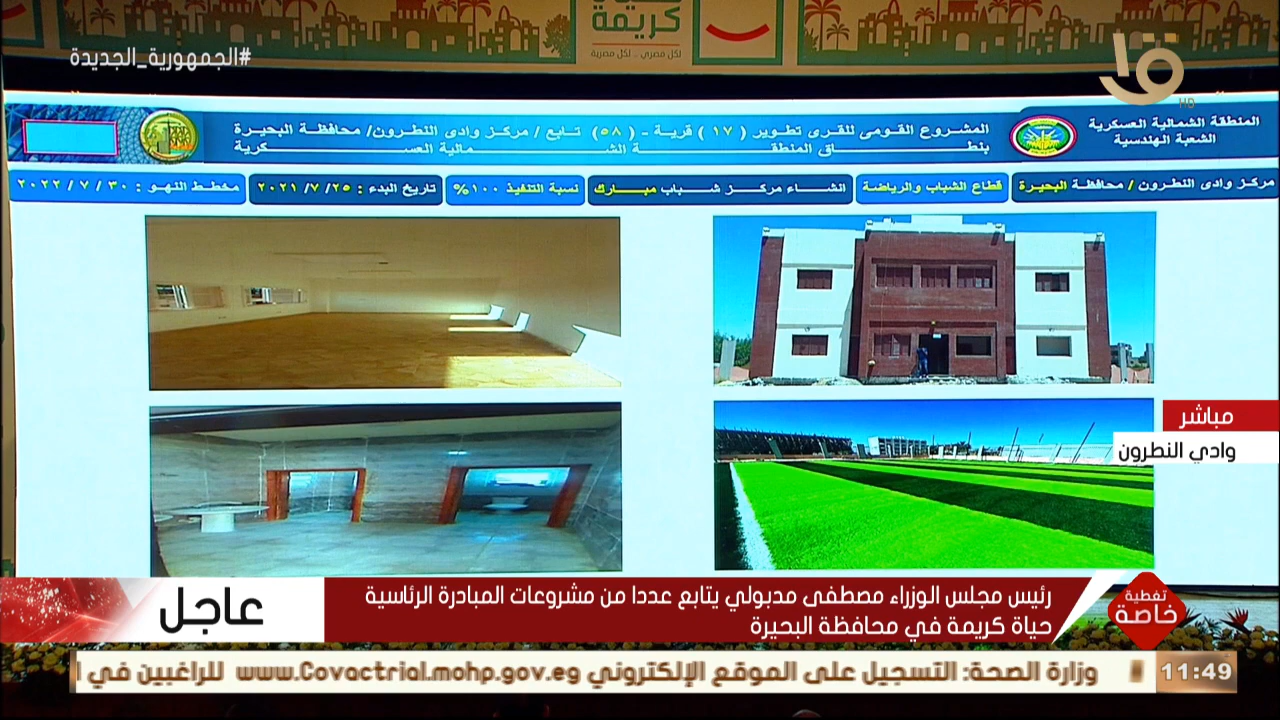 كريمة
لكل مصري .. لكل مصرية
#الجمهورية_الجديدة
HD
المنطقة الشمالية العسكرية
الشعبة الهندسية
المشروع القومى للقرى تطوير ( ١٧ ) قرية - ( ٥٨ ) تابع / مركز وادى النطرون/ محافظة البحيرة
بنطاق المنطقة الشمالية العسكرية
مركز وادى النطرون / محافظة البحيرة
قطاع الشباب والرياضة
انشاء مركز شباب مبارك
نسبة التنفيذ ١٠٠%
تاريخ البدء : ٢٥ /٧ /٢٠٢١
مخطط النهو : ٣٠ / ٧ / ٢٠٢٢
مباشر
وادي النطرون
تغطية
خاصة
رئيس مجلس الوزراء مصطفى مدبولي يتابع عددا من مشروعات المبادرة الرئاسية
حياة كريمة في محافظة البحيرة
عاجل
11:49
وزارة الصحة: التسجيل على الموقع الإلكتروني www.Covactrial.mohp.gov.eg للراغبين في ا